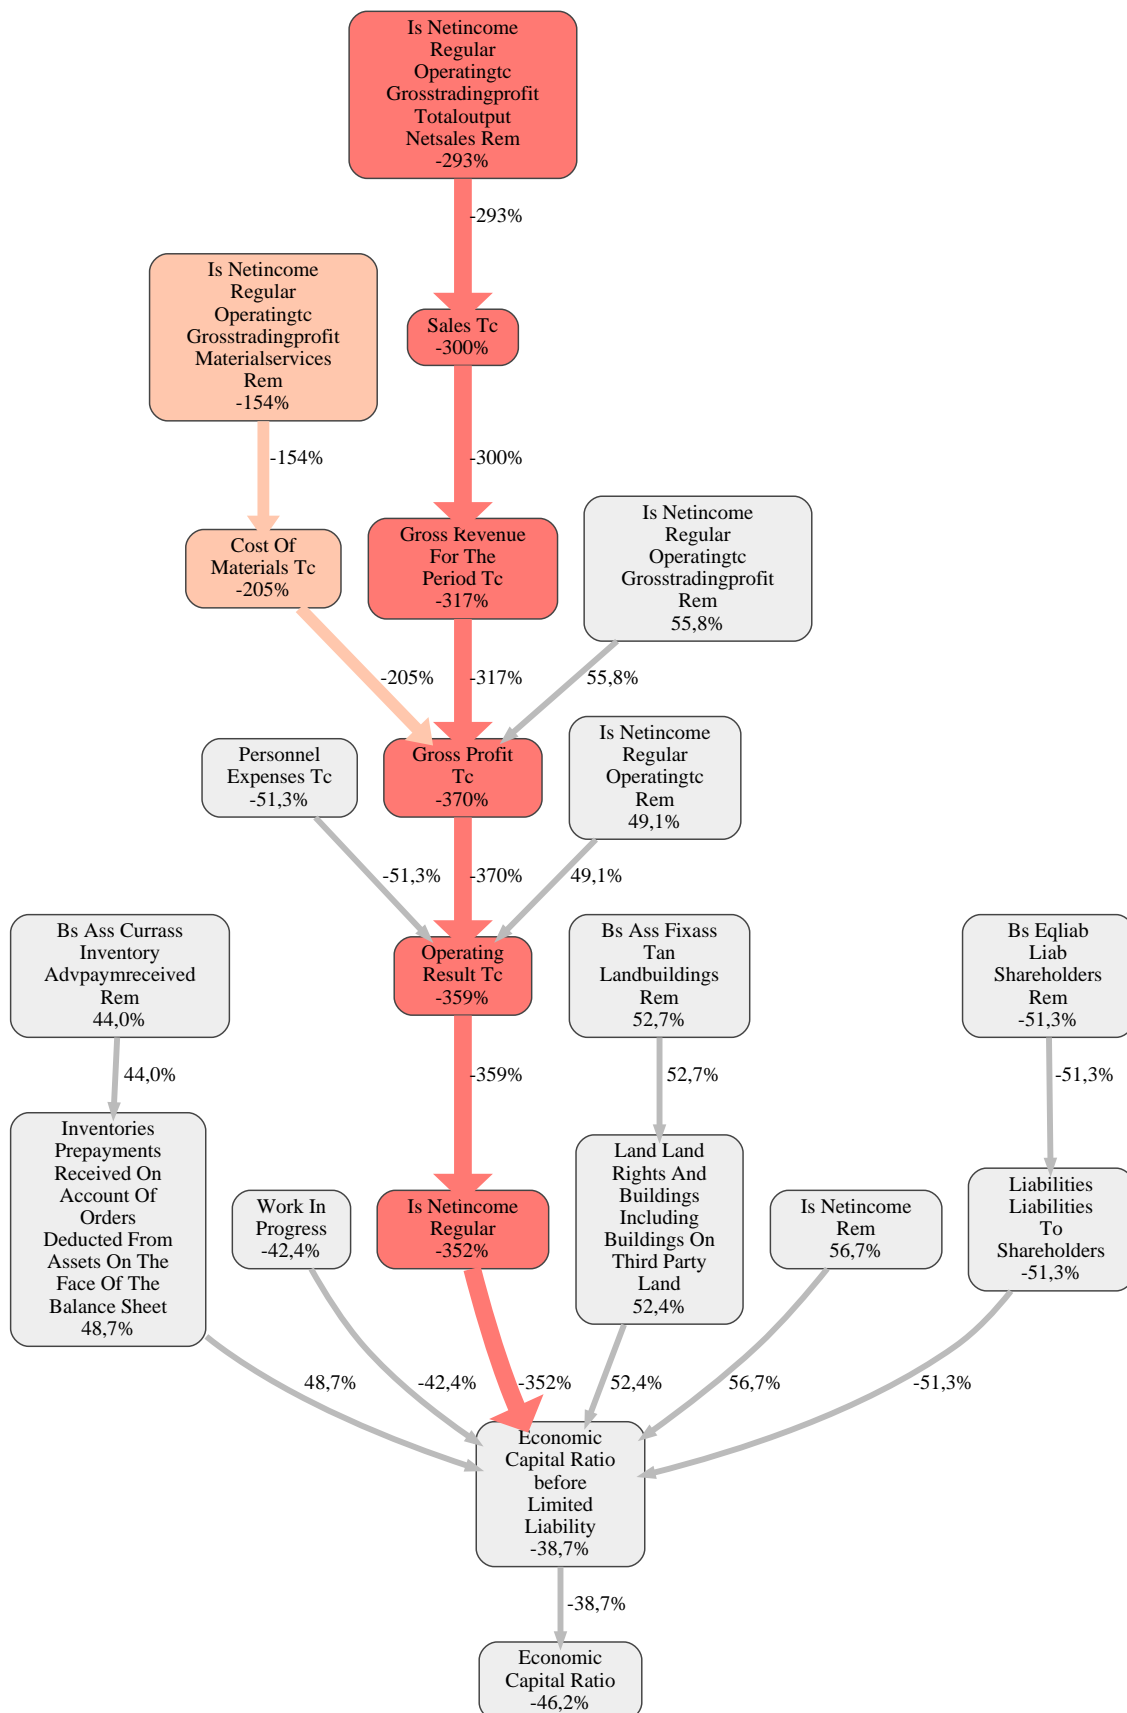 Is Netincome
Regular
Operatingtc
Grosstradingprofit
Totaloutput
Netsales Rem
-293%
-293%
Is Netincome
Regular
Operatingtc
Grosstradingprofit
Materialservices
Rem
-154%
Sales Tc
-300%
-154%
-300%
Is Netincome
Regular
Operatingtc
Grosstradingprofit
Rem
55,8%
Cost Of
Materials Tc
-205%
Gross Revenue
For The
Period Tc
-317%
-205%
-317%
55,8%
Personnel
Expenses Tc
-51,3%
Gross Profit
Tc
-370%
Is Netincome
Regular
Operatingtc
Rem
49,1%
-51,3%
-370%
49,1%
Bs Ass Currass
Inventory
Advpaymreceived
Rem
44,0%
Operating
Result Tc
-359%
Bs Ass Fixass
Tan
Landbuildings
Rem
52,7%
Bs Eqliab
Liab
Shareholders
Rem
-51,3%
44,0%
-359%
52,7%
-51,3%
Inventories
Prepayments
Received On
Account Of
Orders
Deducted From
Assets On The
Face Of The
Balance Sheet
48,7%
Work In
Progress
-42,4%
Is Netincome
Regular
-352%
Land Land
Rights And
Buildings
Including
Buildings On
Third Party
Land
52,4%
Is Netincome
Rem
56,7%
Liabilities
Liabilities
To
Shareholders
-51,3%
48,7%
-42,4%
-352%
52,4%
56,7%
-51,3%
Economic
Capital Ratio
before
Limited
Liability
-38,7%
-38,7%
Economic
Capital Ratio
-46,2%